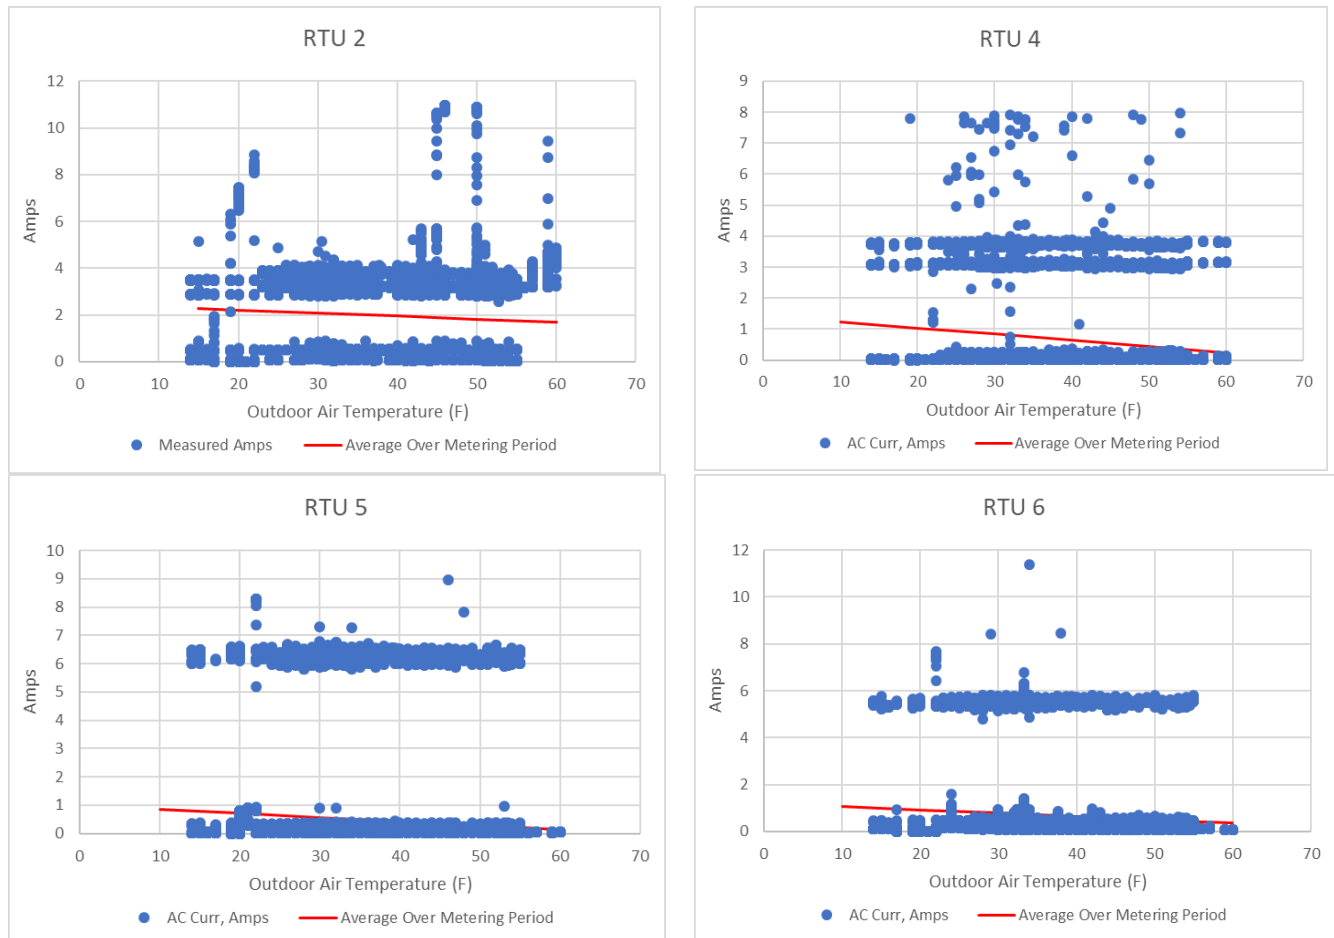 RTU 2
12
10
8
6
4
2
0
Amps
0 10 20 30 40 50 60 70
Outdoor Air Temperature (F)
Measured Amps Average Over Metering Period
RTU 4
9
8
7
6
5
4
3
2
1
0
Amps
0 10 20 30 40 50 60 70
Outdoor Air Temperature (F)
AC Curr, Amps Average Over Metering Period
RTU 5
10
9
8
7
6
5
4
3
2
1
0
Amps
0 10 20 30 40 50 60 70
Outdoor Air Temperature (F)
AC Curr, Amps Average Over Metering Period
RTU 6
12
10
8
6
4
2
0
Amps
0 10 20 30 40 50 60 70
Outdoor Air Temperature (F)
AC Curr, Amps Average Over Metering Period